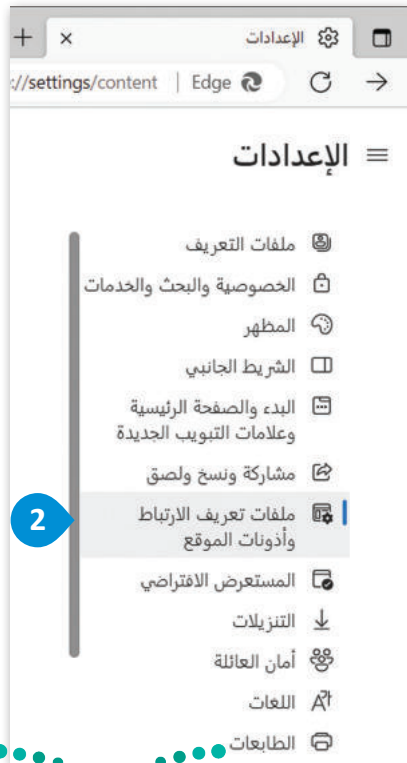 الإعدادات
://settings/content | Edge
الإعدادات
ملفات التعريف
الخصوصية والبحث والخدمات
المظهر
الشريط الجانبي
البدء والصفحة الرئيسية
وعلامات التبويب الجديدة
مشاركة ونسخ ولصق
ملفات تعريف الارتباط
وأذونات الموقع
2
المستعرض الافتراضي
التنزيلات
أمان العائلة
اللغات
الطابعات